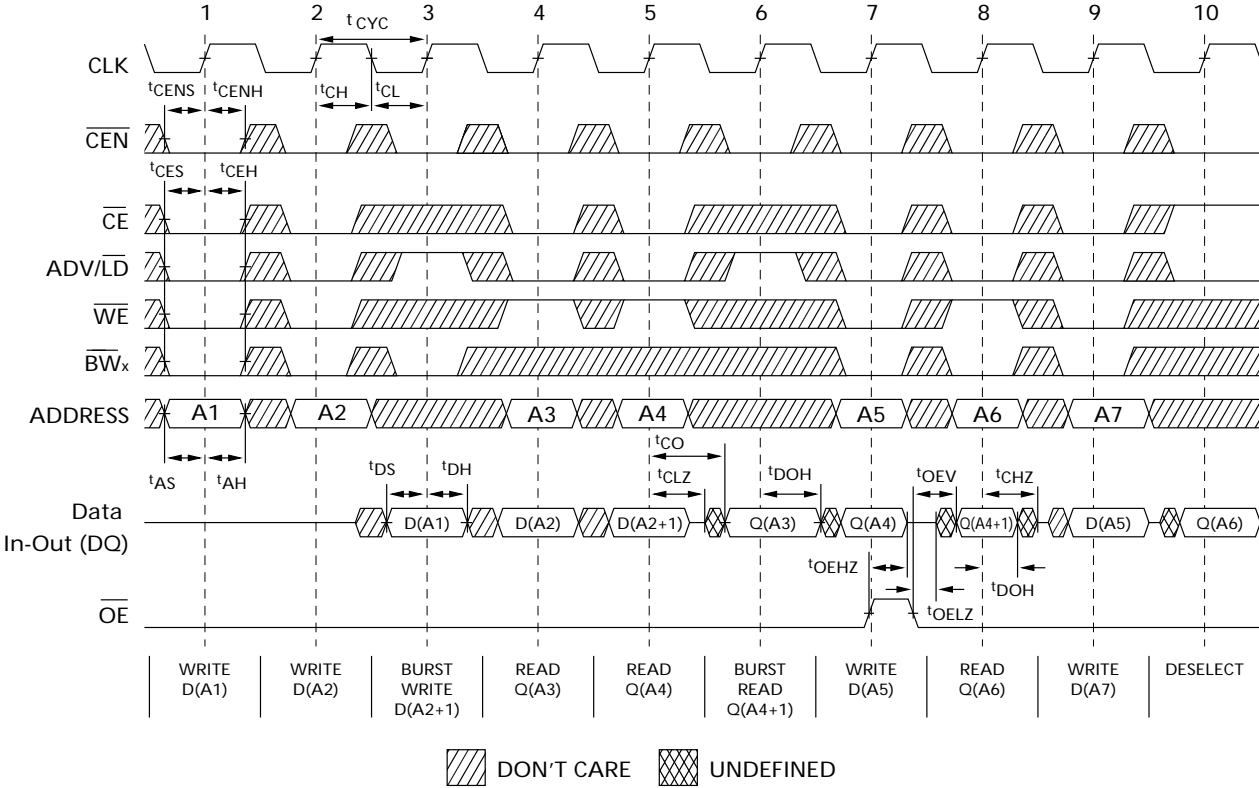 1 2 3 4 5 6 7 8 9 10
tCYC
CLK
tCENS tCENH tCH tCL
CEN
tCES tCEH
CE
ADV/LD
WE
BWx
ADDRESS A1 A2 A3 A4 A5 A6 A7
tCO
tAS tAH tDS tDH tCLZ tDOH tOEV tCHZ
Data
In-Out (DQ)
D(A1) D(A2) D(A2+1) Q(A3) Q(A4) Q(A4+1) D(A5) Q(A6)
tOEHZ tDOH
tOELZ
OE
WRITE
D(A1)
WRITE
D(A2)
BURST
WRITE
D(A2+1)
READ
Q(A3)
READ
Q(A4)
BURST
READ
Q(A4+1)
WRITE
D(A5)
READ
Q(A6)
WRITE
D(A7)
DESELECT
DON'T CARE UNDEFINED